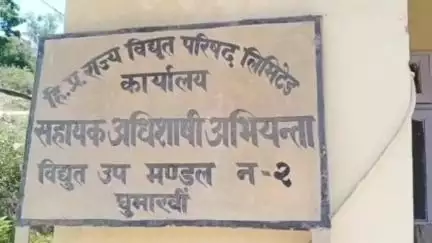 हि.प्र. राज्य विद्युत परिषद् लिमिटेड
कार्यालय
सहायक अधिशाषी अभियन्ता
विद्युत उप मण्डल न-२
घुमारवीं